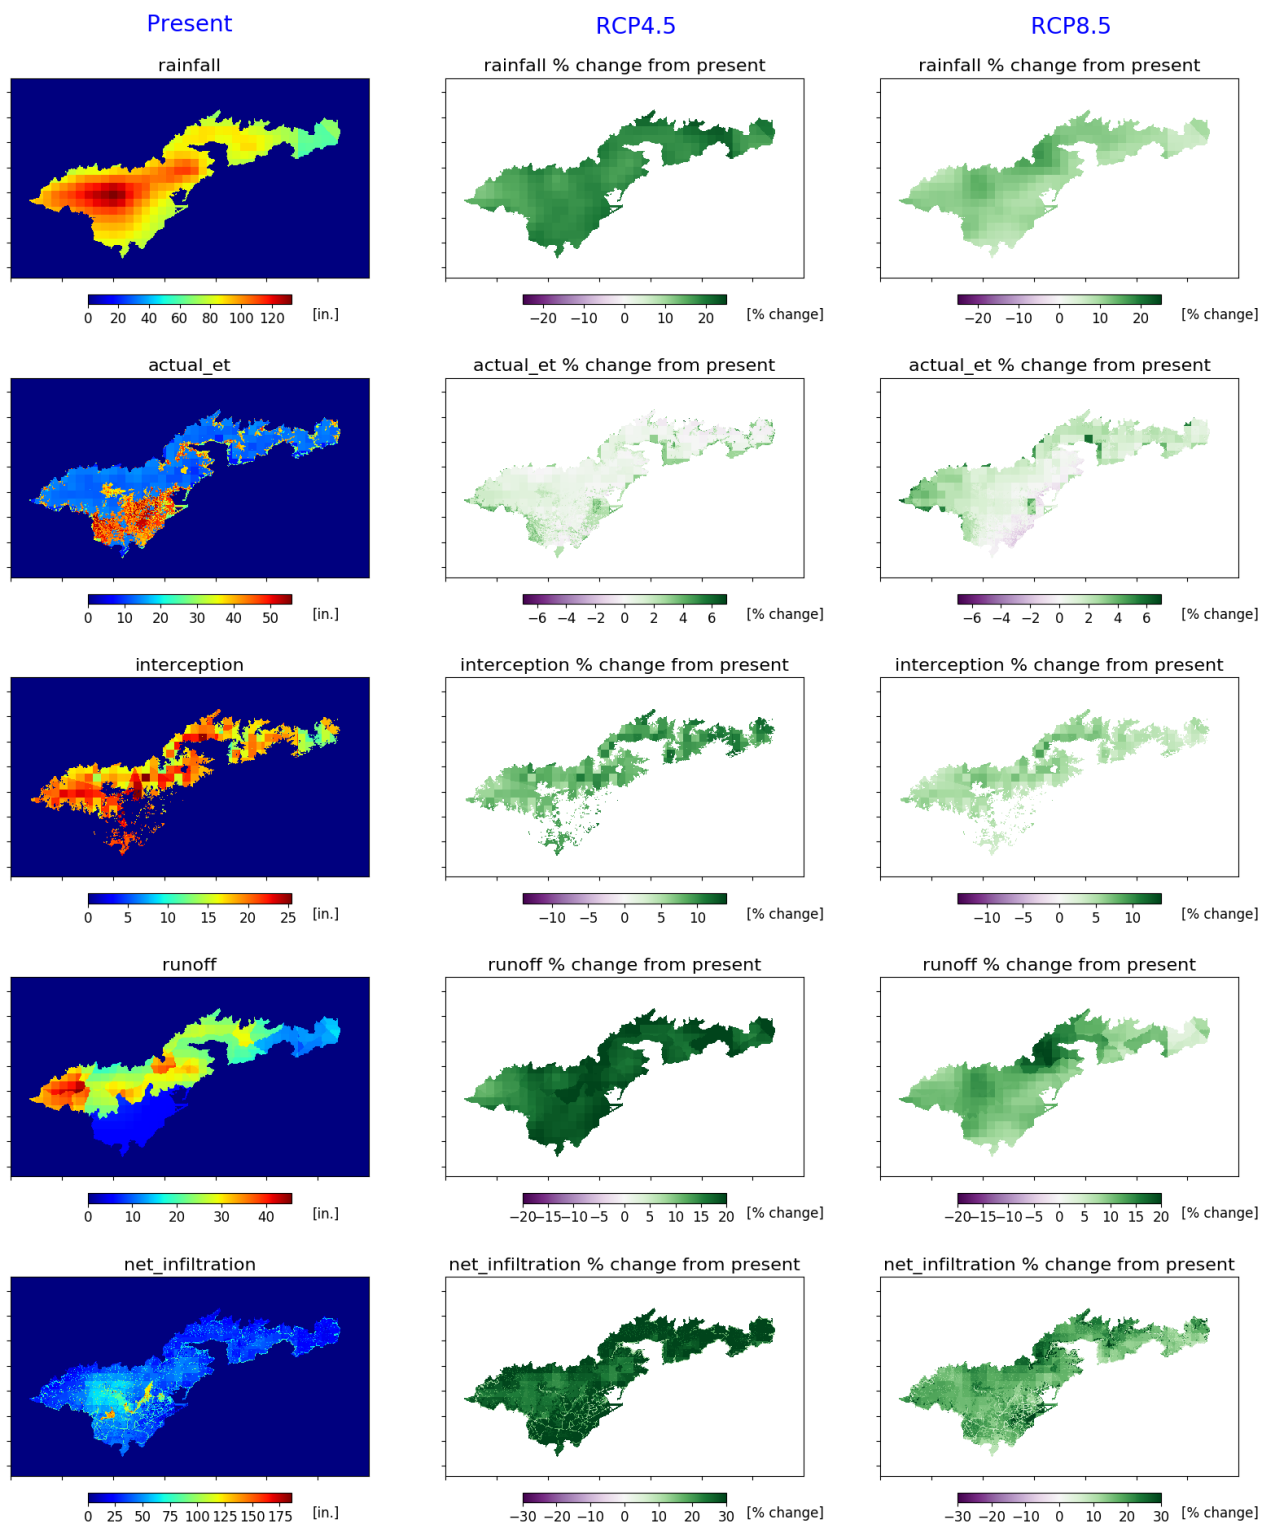 Present RCP4.5 RCP8.5
rainfall rainfall % change from present rainfall % change from present
0 20 40 60 80 100 120 [in.] −20 −10 0 10 20 [% change] −20 −10 0 10 20 [% change]
actual_et actual_et % change from present actual_et % change from present
0 10 20 30 40 50 [in.] −6 −4 −2 0 2 4 6 [% change] −6 −4 −2 0 2 4 6 [% change]
interception interception % change from present interception % change from present
0 5 10 15 20 25 [in.] −10 −5 0 5 10 [% change] −10 −5 0 5 10 [% change]
runoff runoff % change from present runoff % change from present
0 10 20 30 40 [in.] −20 −15 −10 −5 0 5 10 15 20 [% change] −20 −15 −10 −5 0 5 10 15 20 [% change]
net_infiltration net_infiltration % change from present net_infiltration % change from present
0 25 50 75 100 125 150 175 [in.] −30 −20 −10 0 10 20 30 [% change] −30 −20 −10 0 10 20 30 [% change]